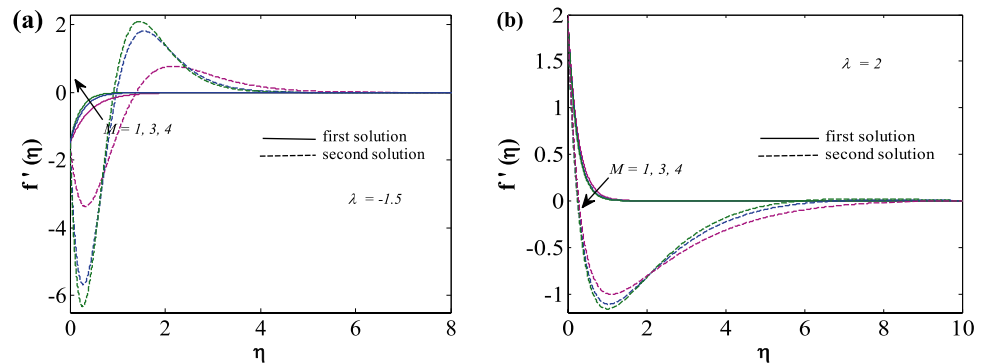 (a)
2
0
-2
-4
-6
f ' (η)
0
2
4
6
8
η
M = 1, 3, 4
first solution
second solution
λ = -1.5
(b)
2
1.5
1
0.5
0
-0.5
-1
f ' (η)
0
2
4
6
8
10
η
λ = 2
first solution
second solution
M = 1, 3, 4